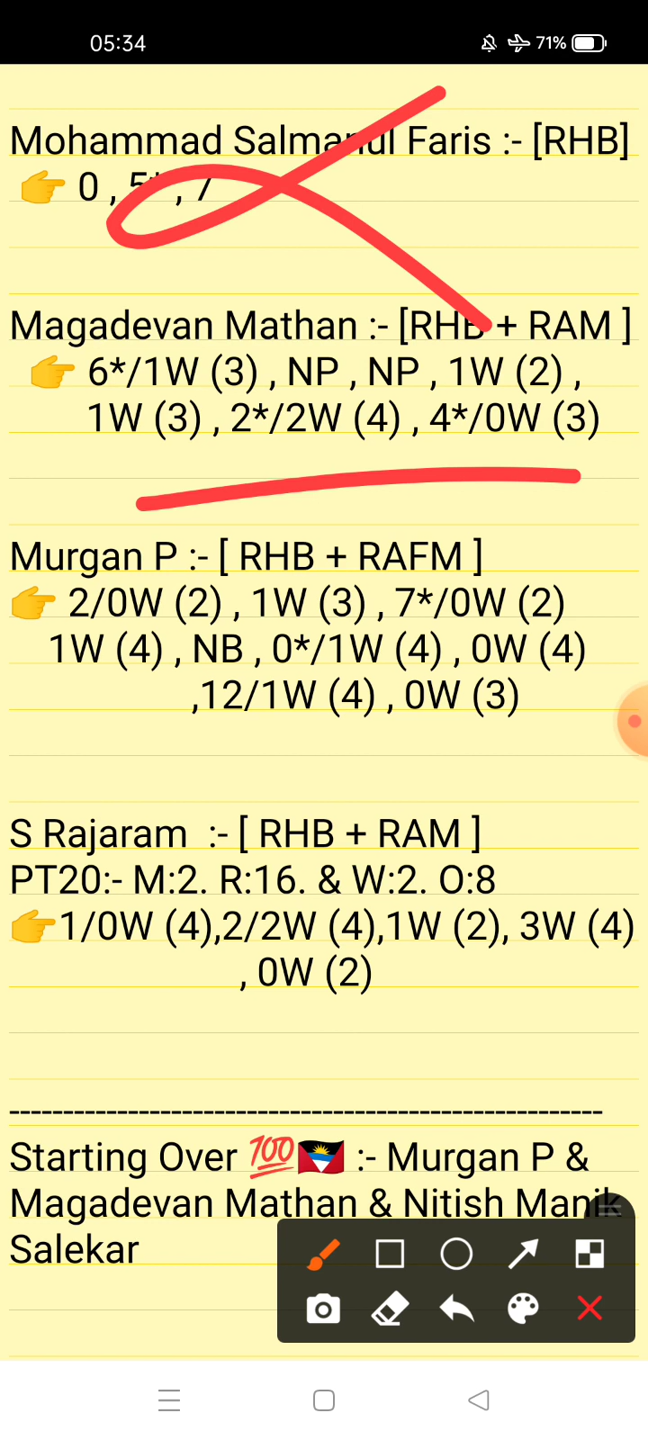 05:34
71%
Mohammad Salmanul Faris :- [RHB]
👉 0 , 5* , 7
Magadevan Mathan :- [RHB + RAM ]
👉 6*/1W (3) , NP , NP , 1W (2) ,
1W (3) , 2*/2W (4) , 4*/0W (3)
Murgan P :- [ RHB + RAFM ]
👉 2/0W (2) , 1W (3) , 7*/0W (2)
1W (4) , NB , 0*/1W (4) , 0W (4)
,12/1W (4) , 0W (3)
S Rajaram :- [ RHB + RAM ]
PT20:- M:2. R:16. & W:2. O:8
👉1/0W (4),2/2W (4),1W (2), 3W (4)
, 0W (2)
-------------------------------------------------------
Starting Over 💯🇦🇬 :- Murgan P &
Magadevan Mathan & Nitish Manik
Salekar